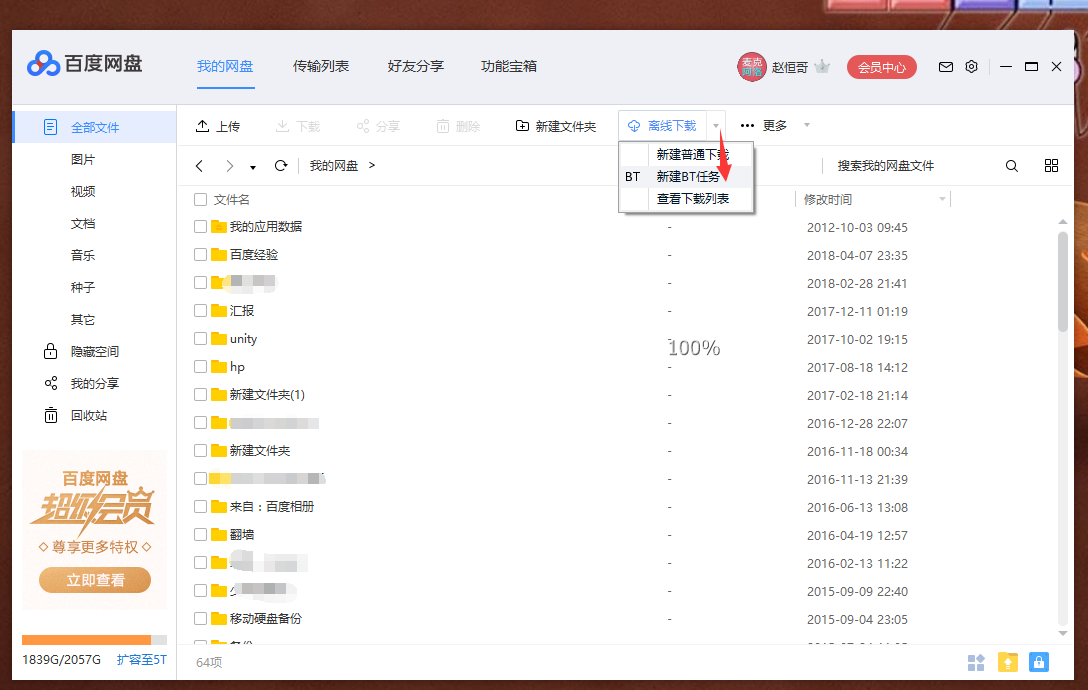 百度网盘
我的网盘 传输列表 好友分享 功能宝箱
赵恒哥 会员中心
全部文件
图片
视频
文档
音乐
种子
其它
隐藏空间
我的分享
回收站
百度网盘
超级会员
尊享更多特权
立即查看
1839G/2057G 扩容至5T
上传 下载 分享 删除 新建文件夹 离线下载 更多
新建普通下载
BT 新建BT任务
查看下载列表
我的网盘 > 搜索我的网盘文件
文件名 修改时间
我的应用数据 - 2012-10-03 09:45
百度经验 - 2018-04-07 23:35
- 2018-02-28 21:41
汇报 - 2017-12-11 01:19
unity - 2017-10-02 19:15
100%
hp - 2017-08-18 14:12
新建文件夹(1) - 2017-02-18 21:14
- 2016-12-28 22:07
新建文件夹 - 2016-11-18 00:34
- 2016-11-13 21:39
来自：百度相册 - 2016-06-13 13:08
翻墙 - 2016-04-19 12:57
- 2016-02-13 11:22
- 2015-09-09 22:40
移动硬盘备份 - 2015-09-04 23:05
64项